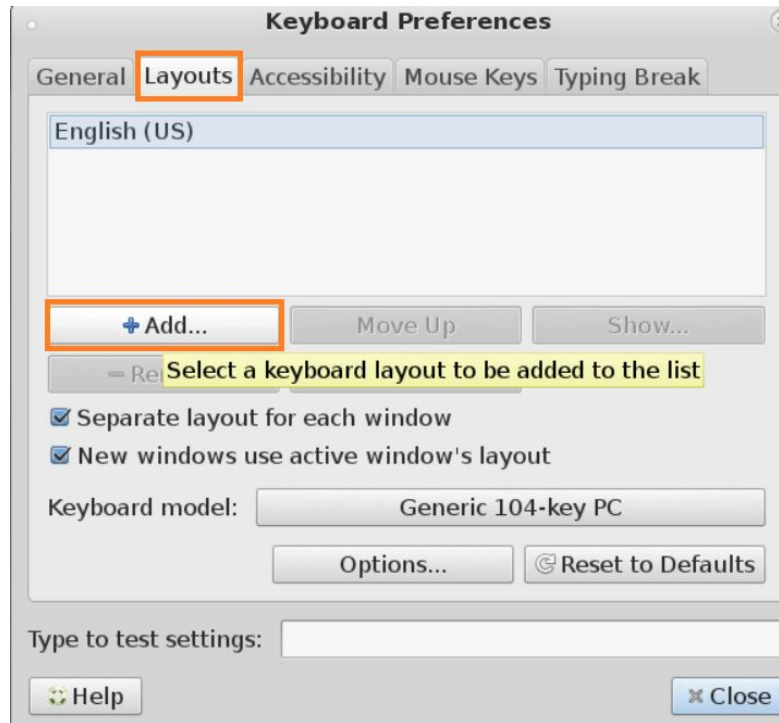 Keyboard Preferences
General Layouts Accessibility Mouse Keys Typing Break
English (US)
Add... Move Up Show...
Select a keyboard layout to be added to the list
Separate layout for each window
New windows use active window's layout
Keyboard model: Generic 104-key PC
Options... Reset to Defaults
Type to test settings:
Help Close